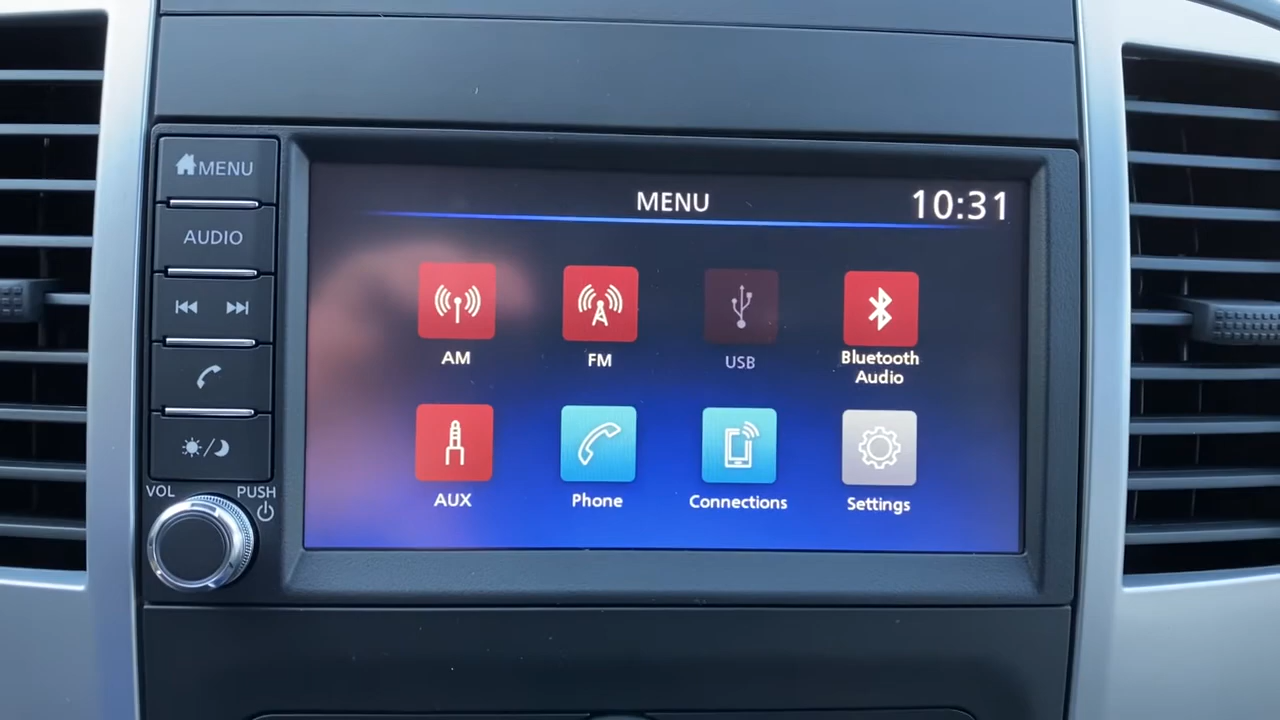 MENU
AUDIO
VOL
PUSH
MENU
10:31
AM
FM
USB
Bluetooth
Audio
AUX
Phone
Connections
Settings